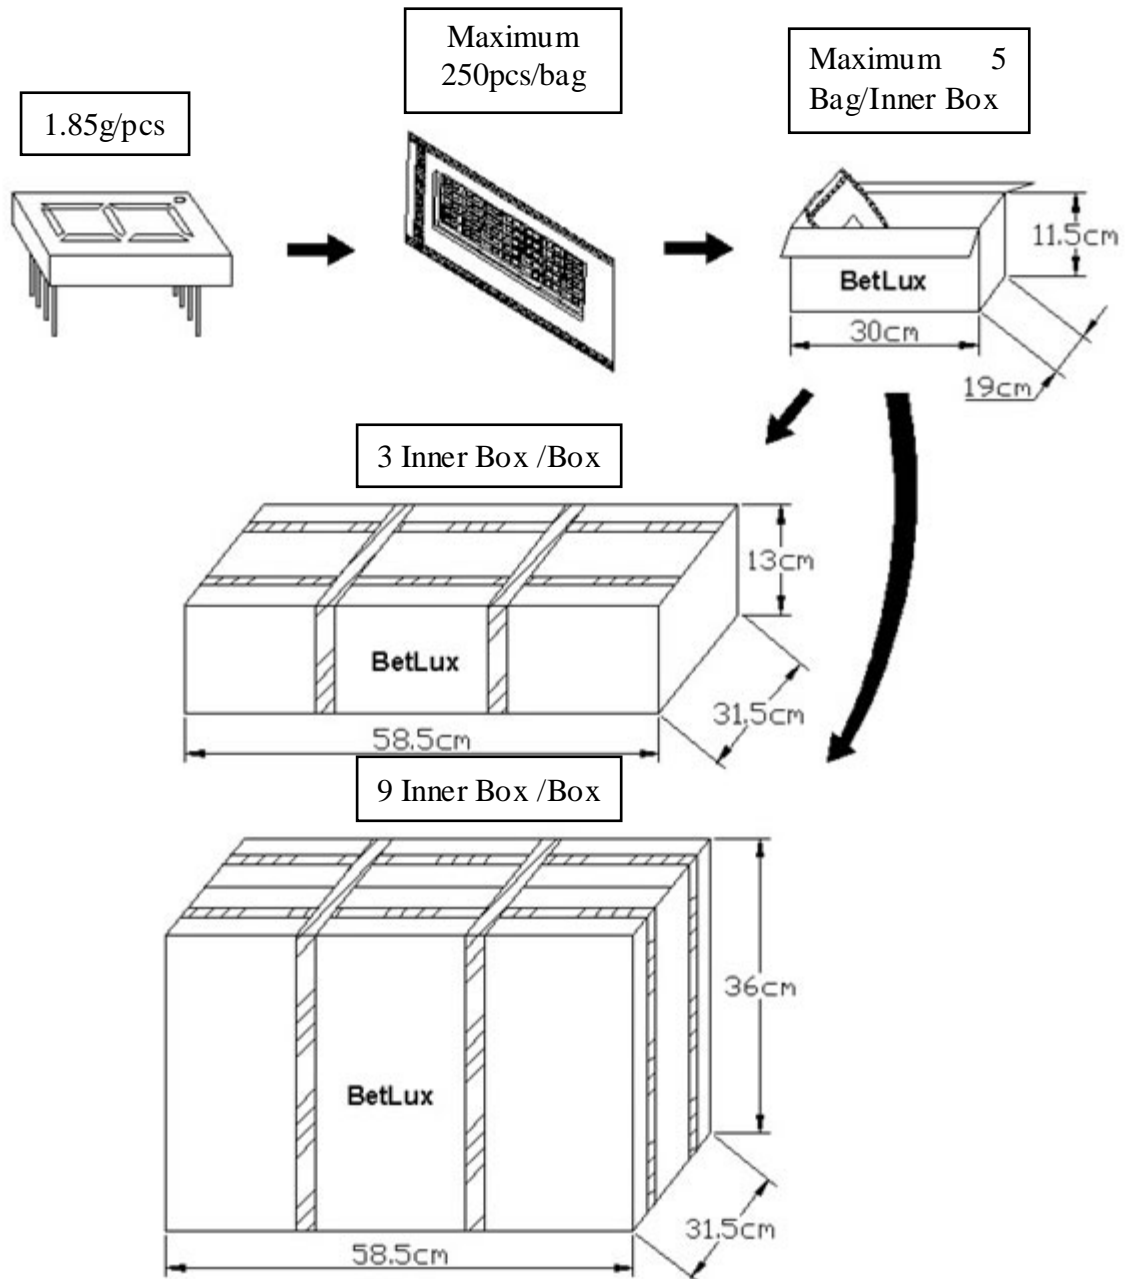 Maximum
250pcs/bag
Maximum 5
Bag/Inner Box
1.85g/pcs
11.5cm
BetLux
30cm
19cm
3 Inner Box /Box
13cm
BetLux
31.5cm
58.5cm
9 Inner Box /Box
36cm
BetLux
31.5cm
58.5cm